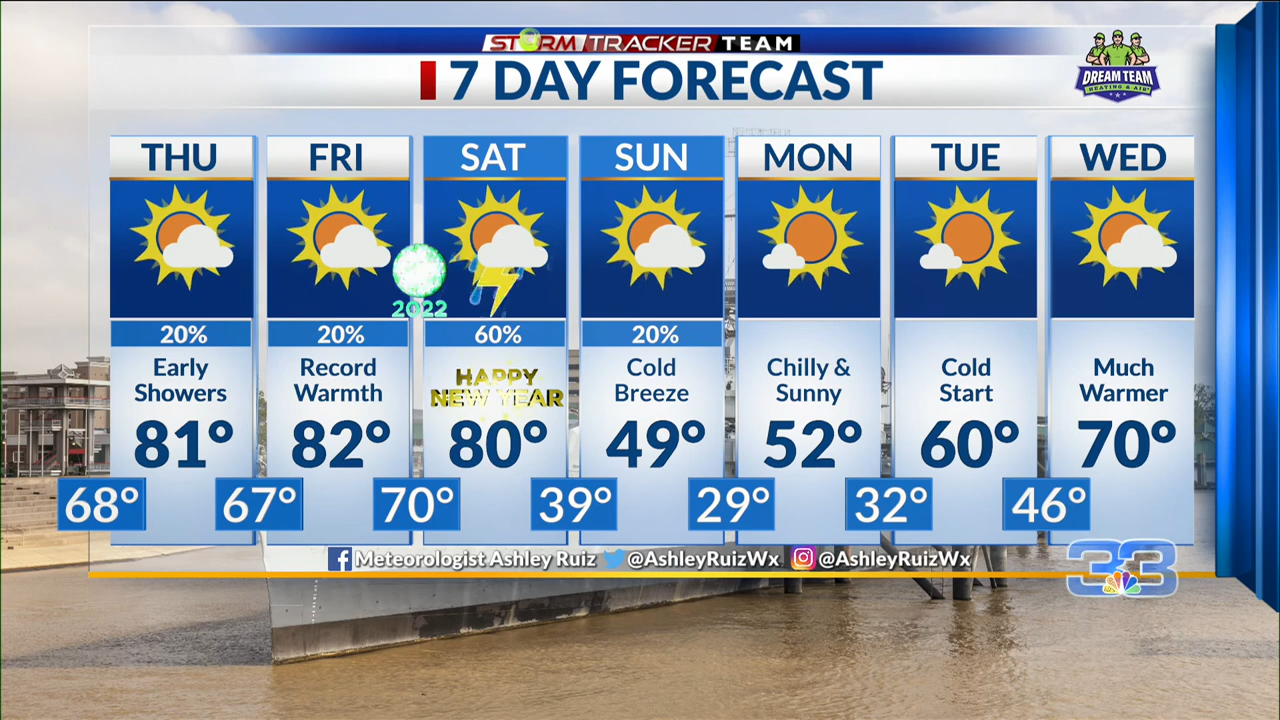 STORM TRACKER TEAM
7 DAY FORECAST
DREAM TEAM
HEATING & AIR
THU FRI SAT SUN MON TUE WED
2022
20% 20% 60% 20%
Early Showers
Record Warmth
HAPPY NEW YEAR
Cold Breeze
Chilly & Sunny
Cold Start
Much Warmer
81° 82° 80° 49° 52° 60° 70°
68° 67° 70° 39° 29° 32° 46°
Meteorologist Ashley Ruiz @AshleyRuizWx @AshleyRuizWx
33